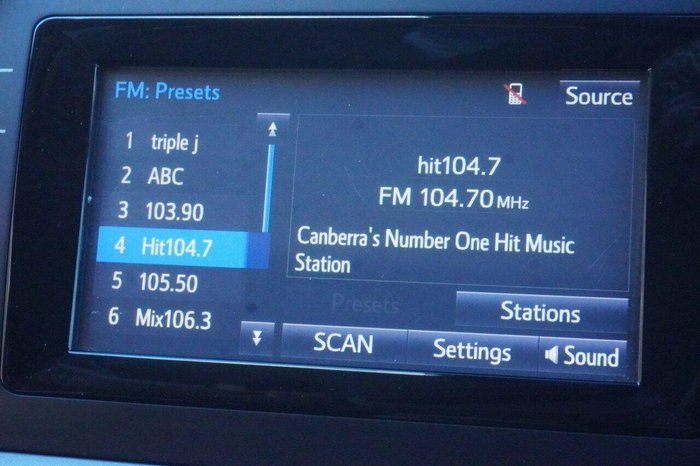 FM: Presets
Source
1 triple j
2 ABC
3 103.90
4 Hit104.7
5 105.50
6 Mix106.3
hit104.7
FM 104.70 MHz
Canberra's Number One Hit Music
Station
Presets
Stations
SCAN
Settings
Sound